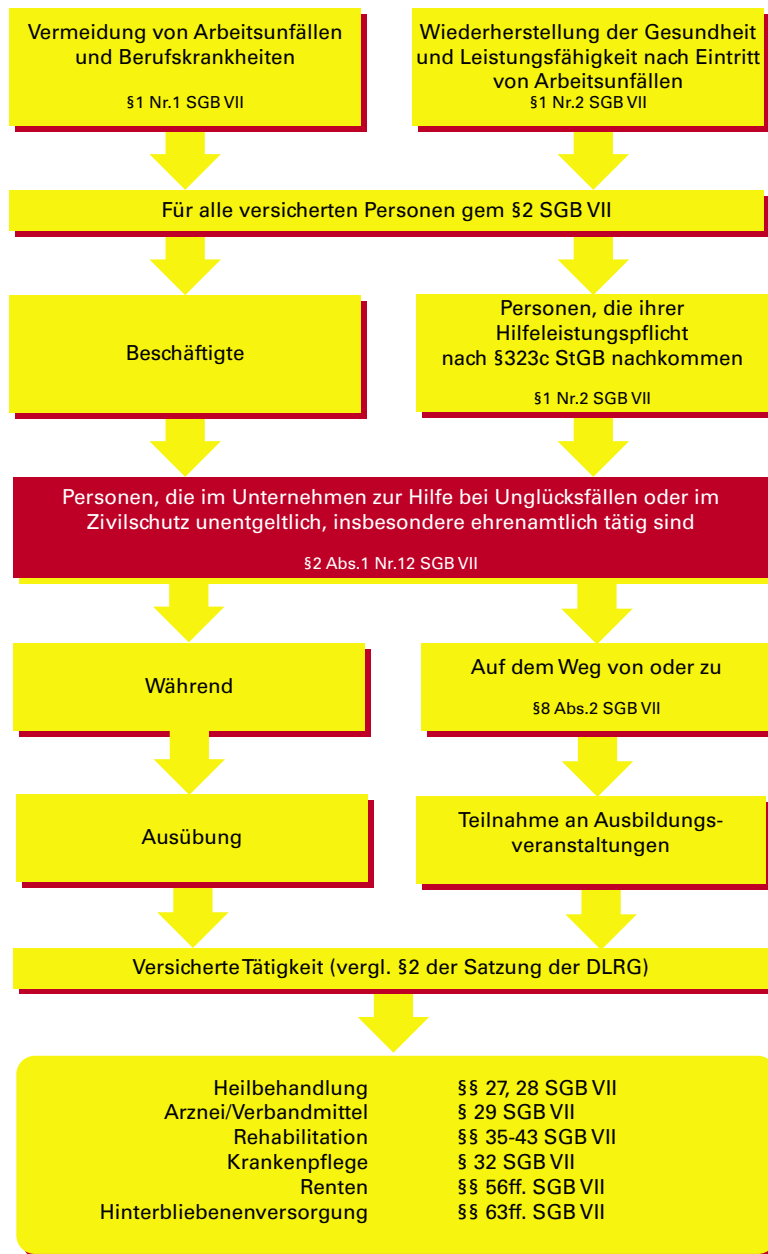 Vermeidung von Arbeitsunfällen
und Berufskrankheiten
§1 Nr.1 SGB VII
Wiederherstellung der Gesundheit
und Leistungsfähigkeit nach Eintritt
von Arbeitsunfällen
§1 Nr.2 SGB VII
Für alle versicherten Personen gem §2 SGB VII
Beschäftigte
Personen, die ihrer
Hilfeleistungspflicht
nach §323c StGB nachkommen
§1 Nr.2 SGB VII
Personen, die im Unternehmen zur Hilfe bei Unglücksfällen oder im
Zivilschutz unentgeltlich, insbesondere ehrenamtlich tätig sind
§2 Abs.1 Nr.12 SGB VII
Während
Auf dem Weg von oder zu
§8 Abs.2 SGB VII
Ausübung
Teilnahme an Ausbildungs-
veranstaltungen
Versicherte Tätigkeit (vergl. §2 der Satzung der DLRG)
Heilbehandlung §§ 27, 28 SGB VII
Arznei/Verbandmittel § 29 SGB VII
Rehabilitation §§ 35-43 SGB VII
Krankenpflege § 32 SGB VII
Renten §§ 56ff. SGB VII
Hinterbliebenenversorgung §§ 63ff. SGB VII